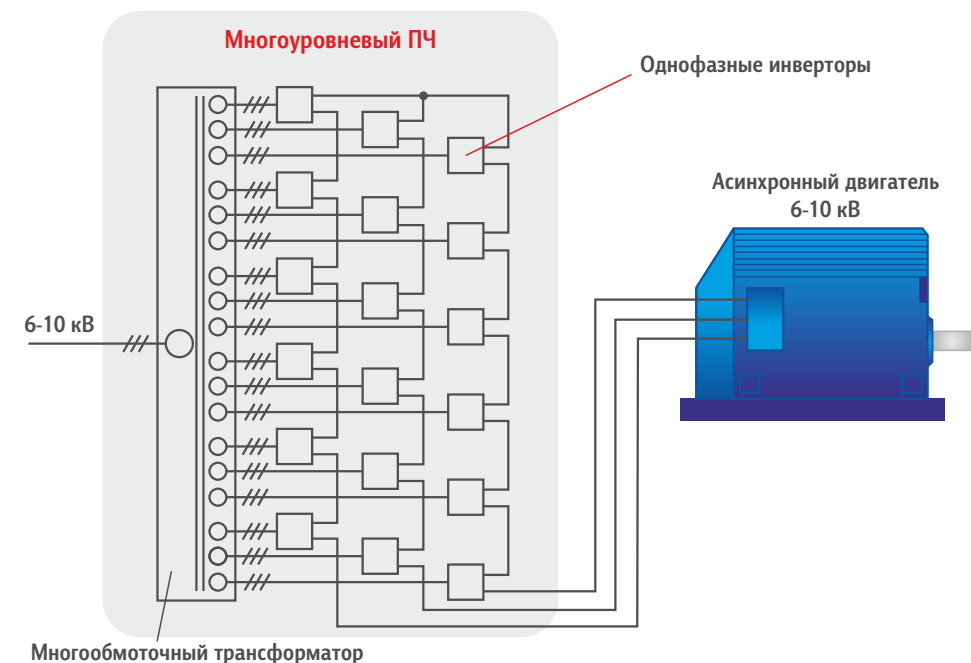 Многоуровневый ПЧ
Однофазные инверторы
Асинхронный двигатель
6-10 кВ
6-10 кВ
Многообмоточный трансформатор